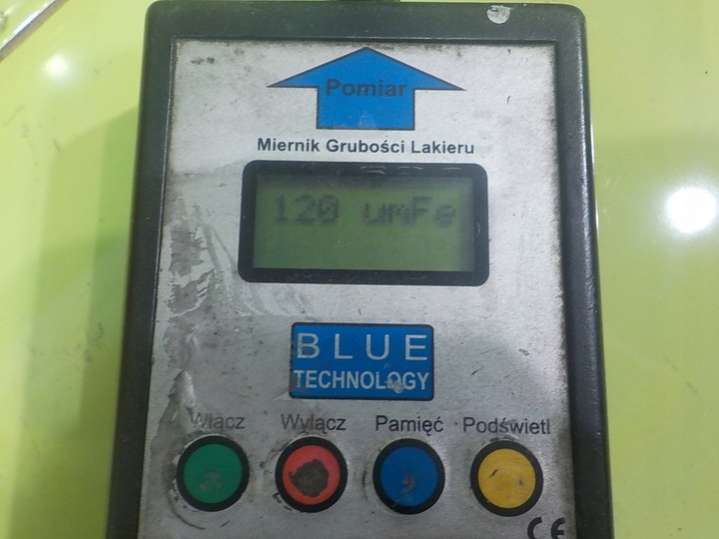 Pomiar
Miernik Grubości Lakieru
120 umFe
BLUE
TECHNOLOGY
Włącz Wyłącz Pamięć Podświetl
CE